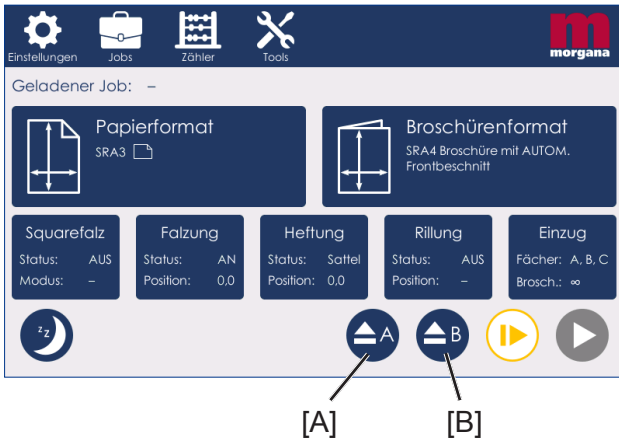 Einstellungen Jobs Zähler Tools
morgana
Geladener Job: –
Papierformat
SRA3
Broschürenformat
SRA4 Broschüre mit AUTOM.
Frontbeschnitt
Squarefalz
Status: AUS
Modus: –
Falzung
Status: AN
Position: 0,0
Heftung
Status: Sattel
Position: 0,0
Rillung
Status: AUS
Position: –
Einzug
Fächer: A, B, C
Brosch.: ∞
z z
A
B
[A] [B]